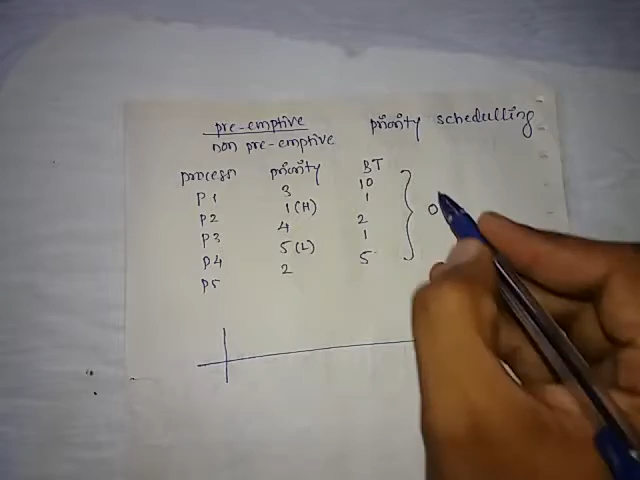 pre-emptive priority schedulling
non pre-emptive
process priority BT
P1 3 10
P2 1(H) 1
P3 4 2
P4 5(L) 1
P5 2 5
0